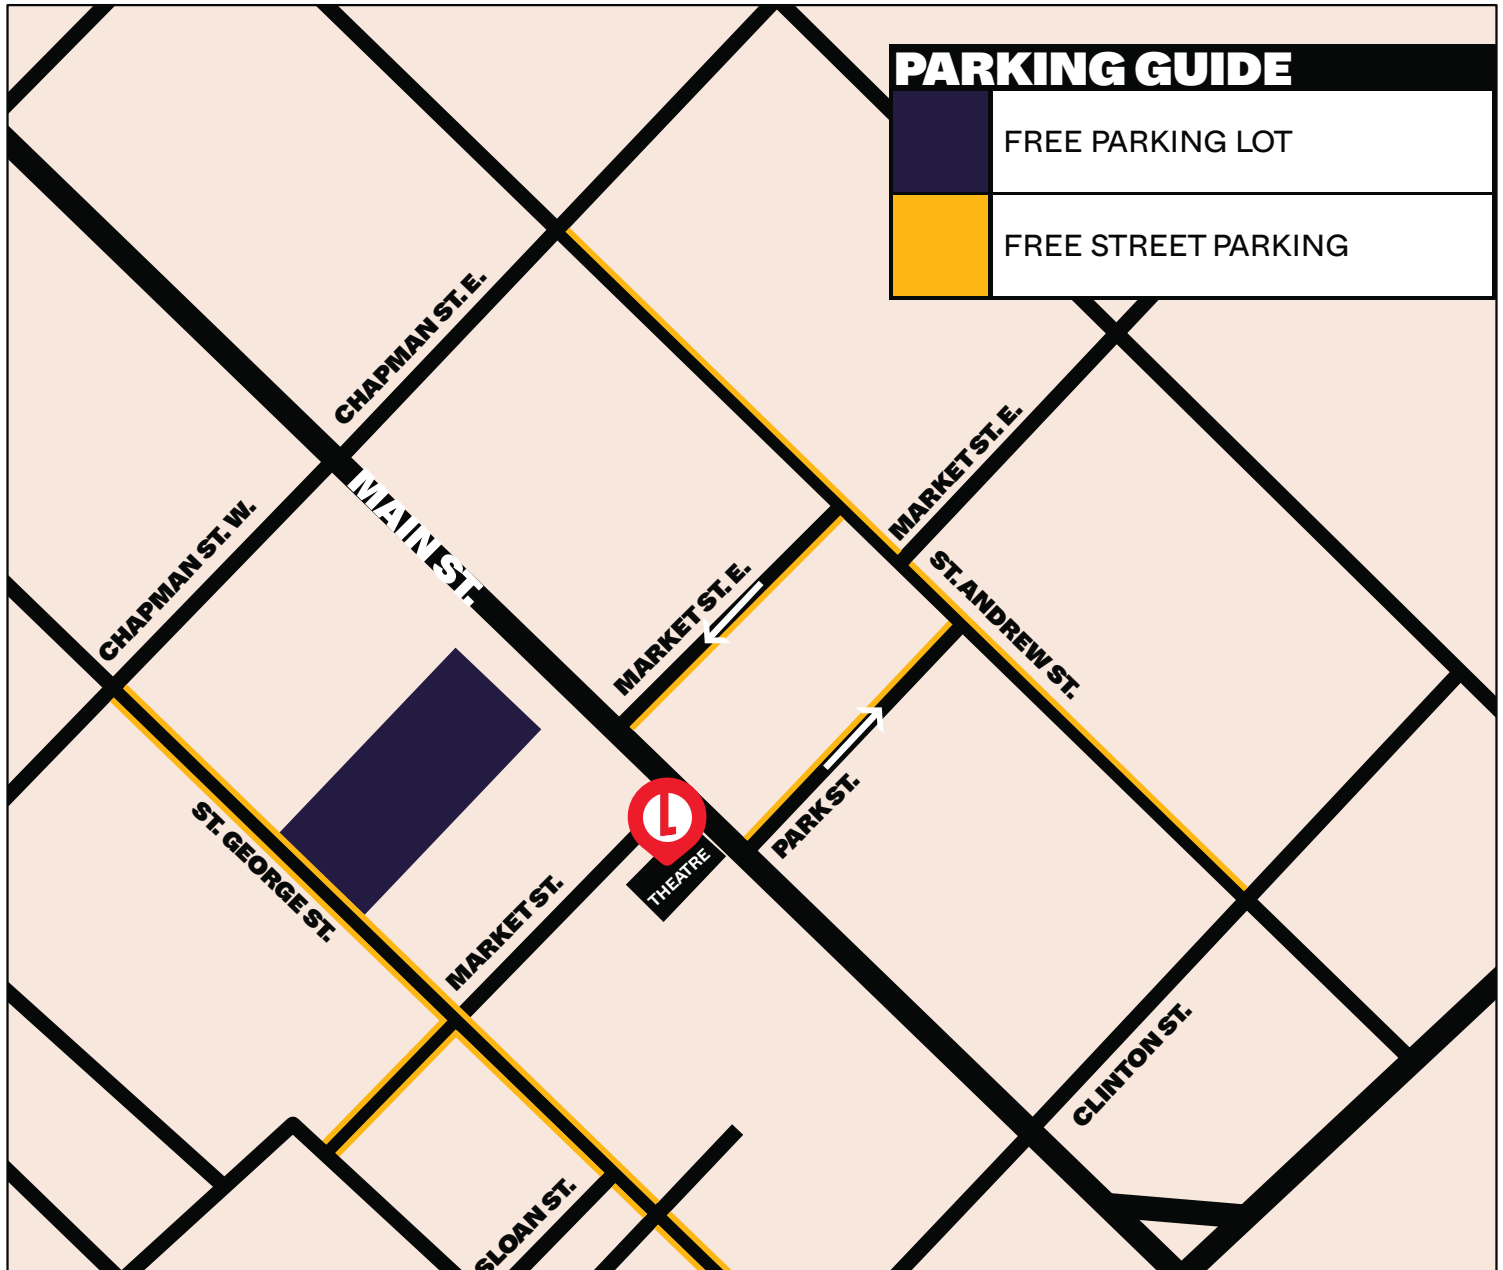 PARKING GUIDE
FREE PARKING LOT
FREE STREET PARKING
CHAPMAN ST. E.
CHAPMAN ST. W.
MAIN ST.
MARKET ST. E.
MARKET ST. E.
ST. ANDREW ST.
PARK ST.
THEATRE
ST. GEORGE ST.
MARKET ST.
CLINTON ST.
SLOAN ST.